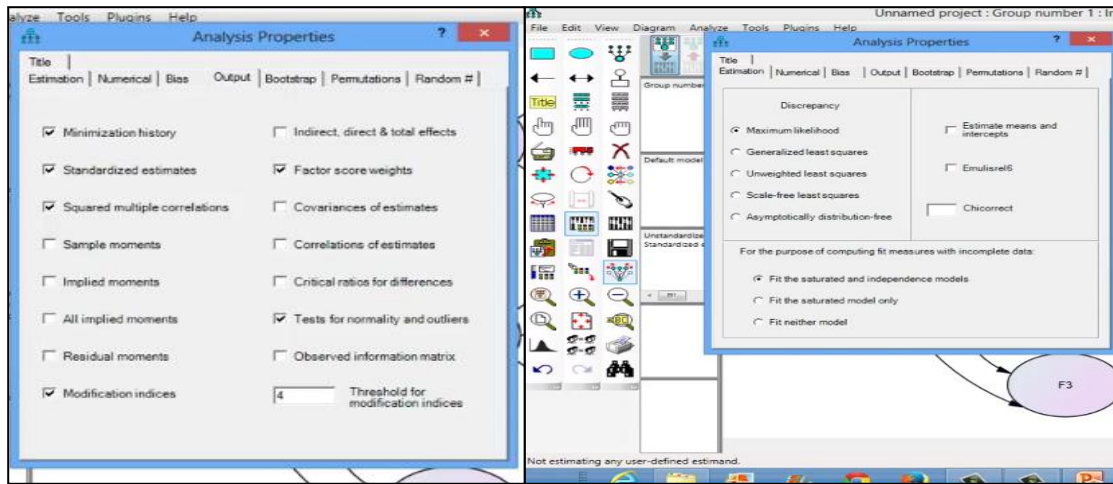 alyze Tools Plugins Help
Analysis Properties
?
×
Title
Estimation Numerical Bias Output Bootstrap Permutations Random #
Minimization history
Indirect, direct & total effects
Standardized estimates
Factor score weights
Squared multiple correlations
Covariances of estimates
Sample moments
Correlations of estimates
Implied moments
Critical ratios for differences
All implied moments
Tests for normality and outliers
Residual moments
Observed information matrix
Modification indices
4
Threshold for
modification indices
Unnamed project : Group number 1 : In
File Edit View Diagram Analyze Tools Plugins Help
Title
Group number
Default model
Unstandardize
Standardized e
Analysis Properties
?
×
Title
Estimation Numerical Bias Output Bootstrap Permutations Random #
Discrepancy
Maximum likelihood
Generalized least squares
Unweighted least squares
Scale-free least squares
Asymptotically distribution-free
Estimate means and
intercepts
Emulisrel6
Chicorrect
For the purpose of computing fit measures with incomplete data:
Fit the saturated and independence models
Fit the saturated model only
Fit neither model
F3
Not estimating any user-defined estimand.